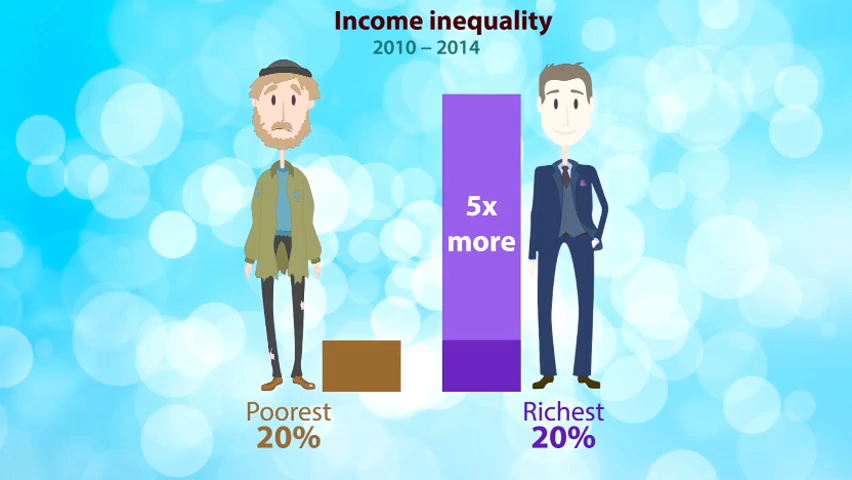 Income inequality
2010 – 2014
5x
more
Poorest
20%
Richest
20%